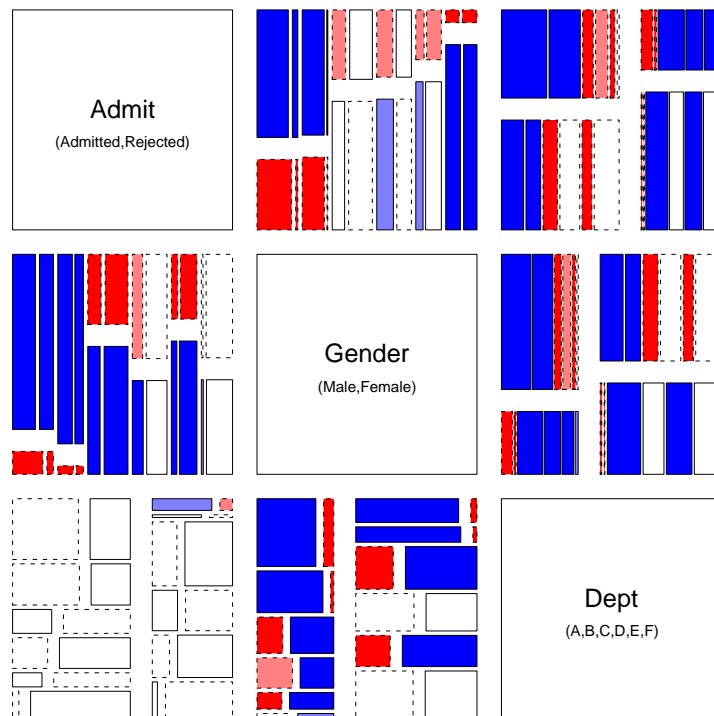 Admit
(Admitted,Rejected)
Gender
(Male,Female)
Dept
(A,B,C,D,E,F)